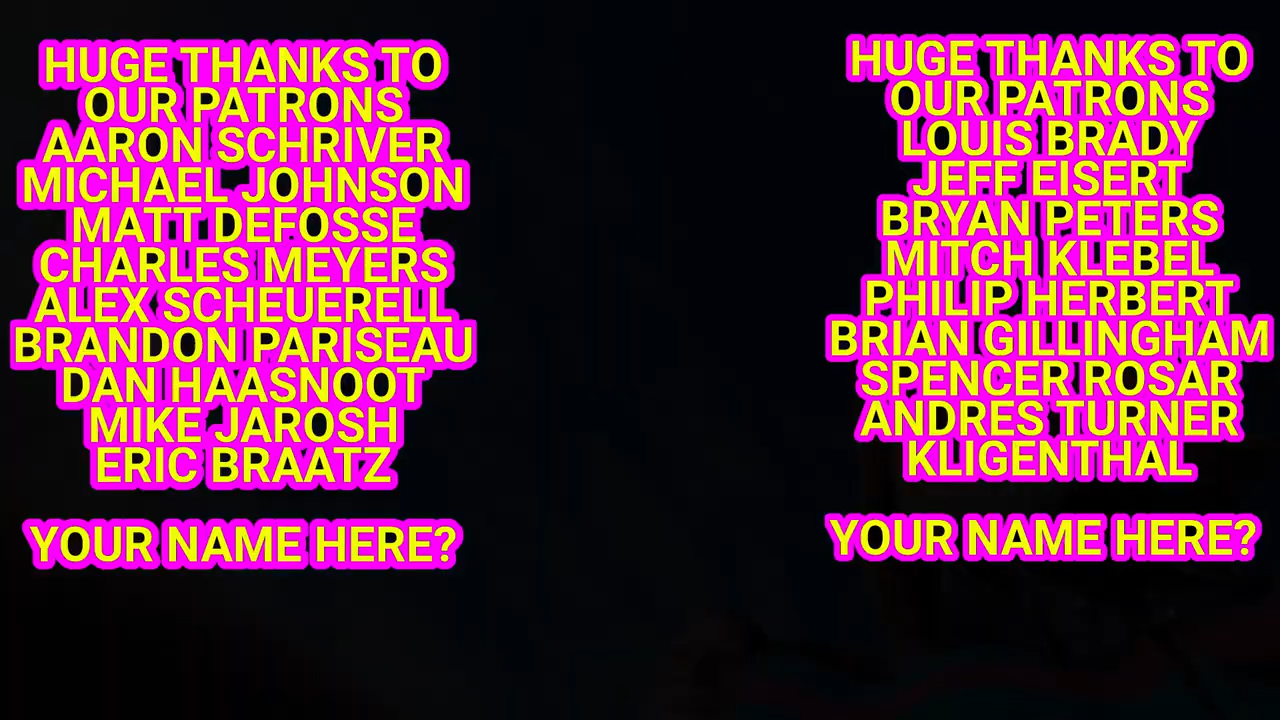 HUGE THANKS TO
OUR PATRONS
AARON SCHRIVER
MICHAEL JOHNSON
MATT DEFOSSE
CHARLES MEYERS
ALEX SCHEUERELL
BRANDON PARISEAU
DAN HAASNOOT
MIKE JAROSH
ERIC BRAATZ
YOUR NAME HERE?
HUGE THANKS TO
OUR PATRONS
LOUIS BRADY
JEFF EISERT
BRYAN PETERS
MITCH KLEBEL
PHILIP HERBERT
BRIAN GILLINGHAM
SPENCER ROSAR
ANDRES TURNER
KLIGENTHAL
YOUR NAME HERE?